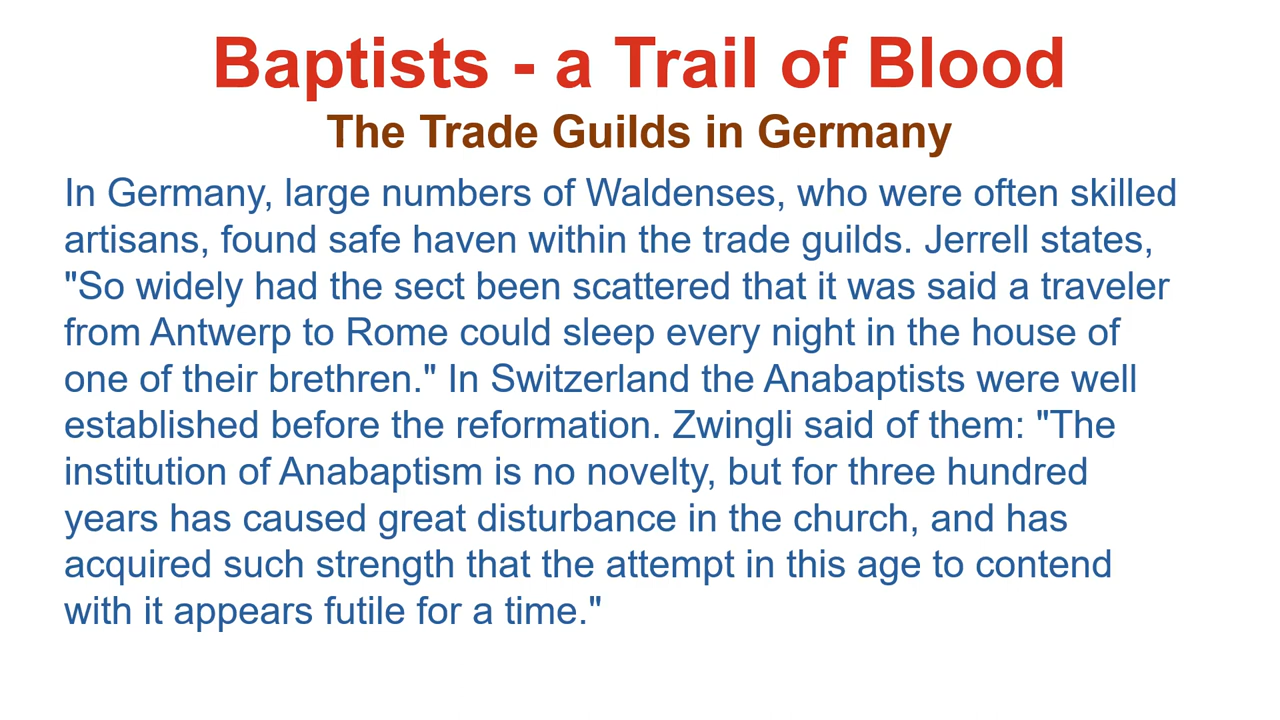 Baptists - a Trail of Blood
The Trade Guilds in Germany
In Germany, large numbers of Waldenses, who were often skilled
artisans, found safe haven within the trade guilds. Jerrell states,
"So widely had the sect been scattered that it was said a traveler
from Antwerp to Rome could sleep every night in the house of
one of their brethren." In Switzerland the Anabaptists were well
established before the reformation. Zwingli said of them: "The
institution of Anabaptism is no novelty, but for three hundred
years has caused great disturbance in the church, and has
acquired such strength that the attempt in this age to contend
with it appears futile for a time."